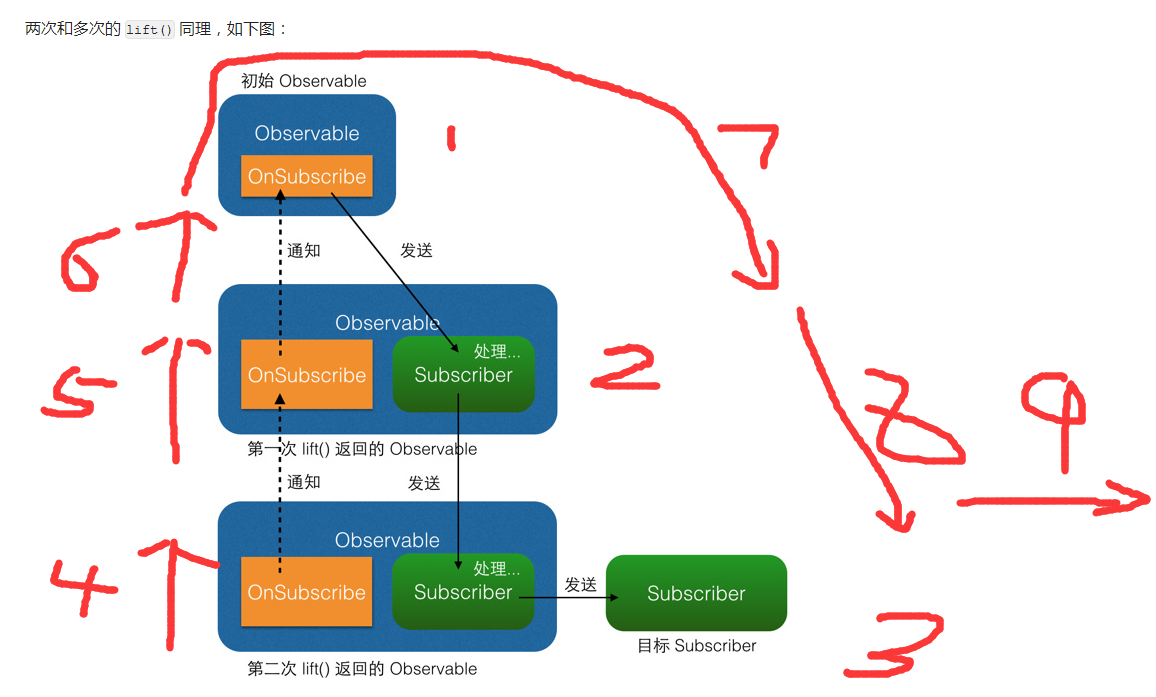 两次和多次的 lift() 同理，如下图：
初始 Observable
Observable
1
7
OnSubscribe
6
通知
发送
Observable
处理...
OnSubscribe
Subscriber
2
5
8
9
第一次 lift() 返回的 Observable
通知
发送
Observable
4
处理...
OnSubscribe
Subscriber
发送
Subscriber
3
目标 Subscriber
第二次 lift() 返回的 Observable